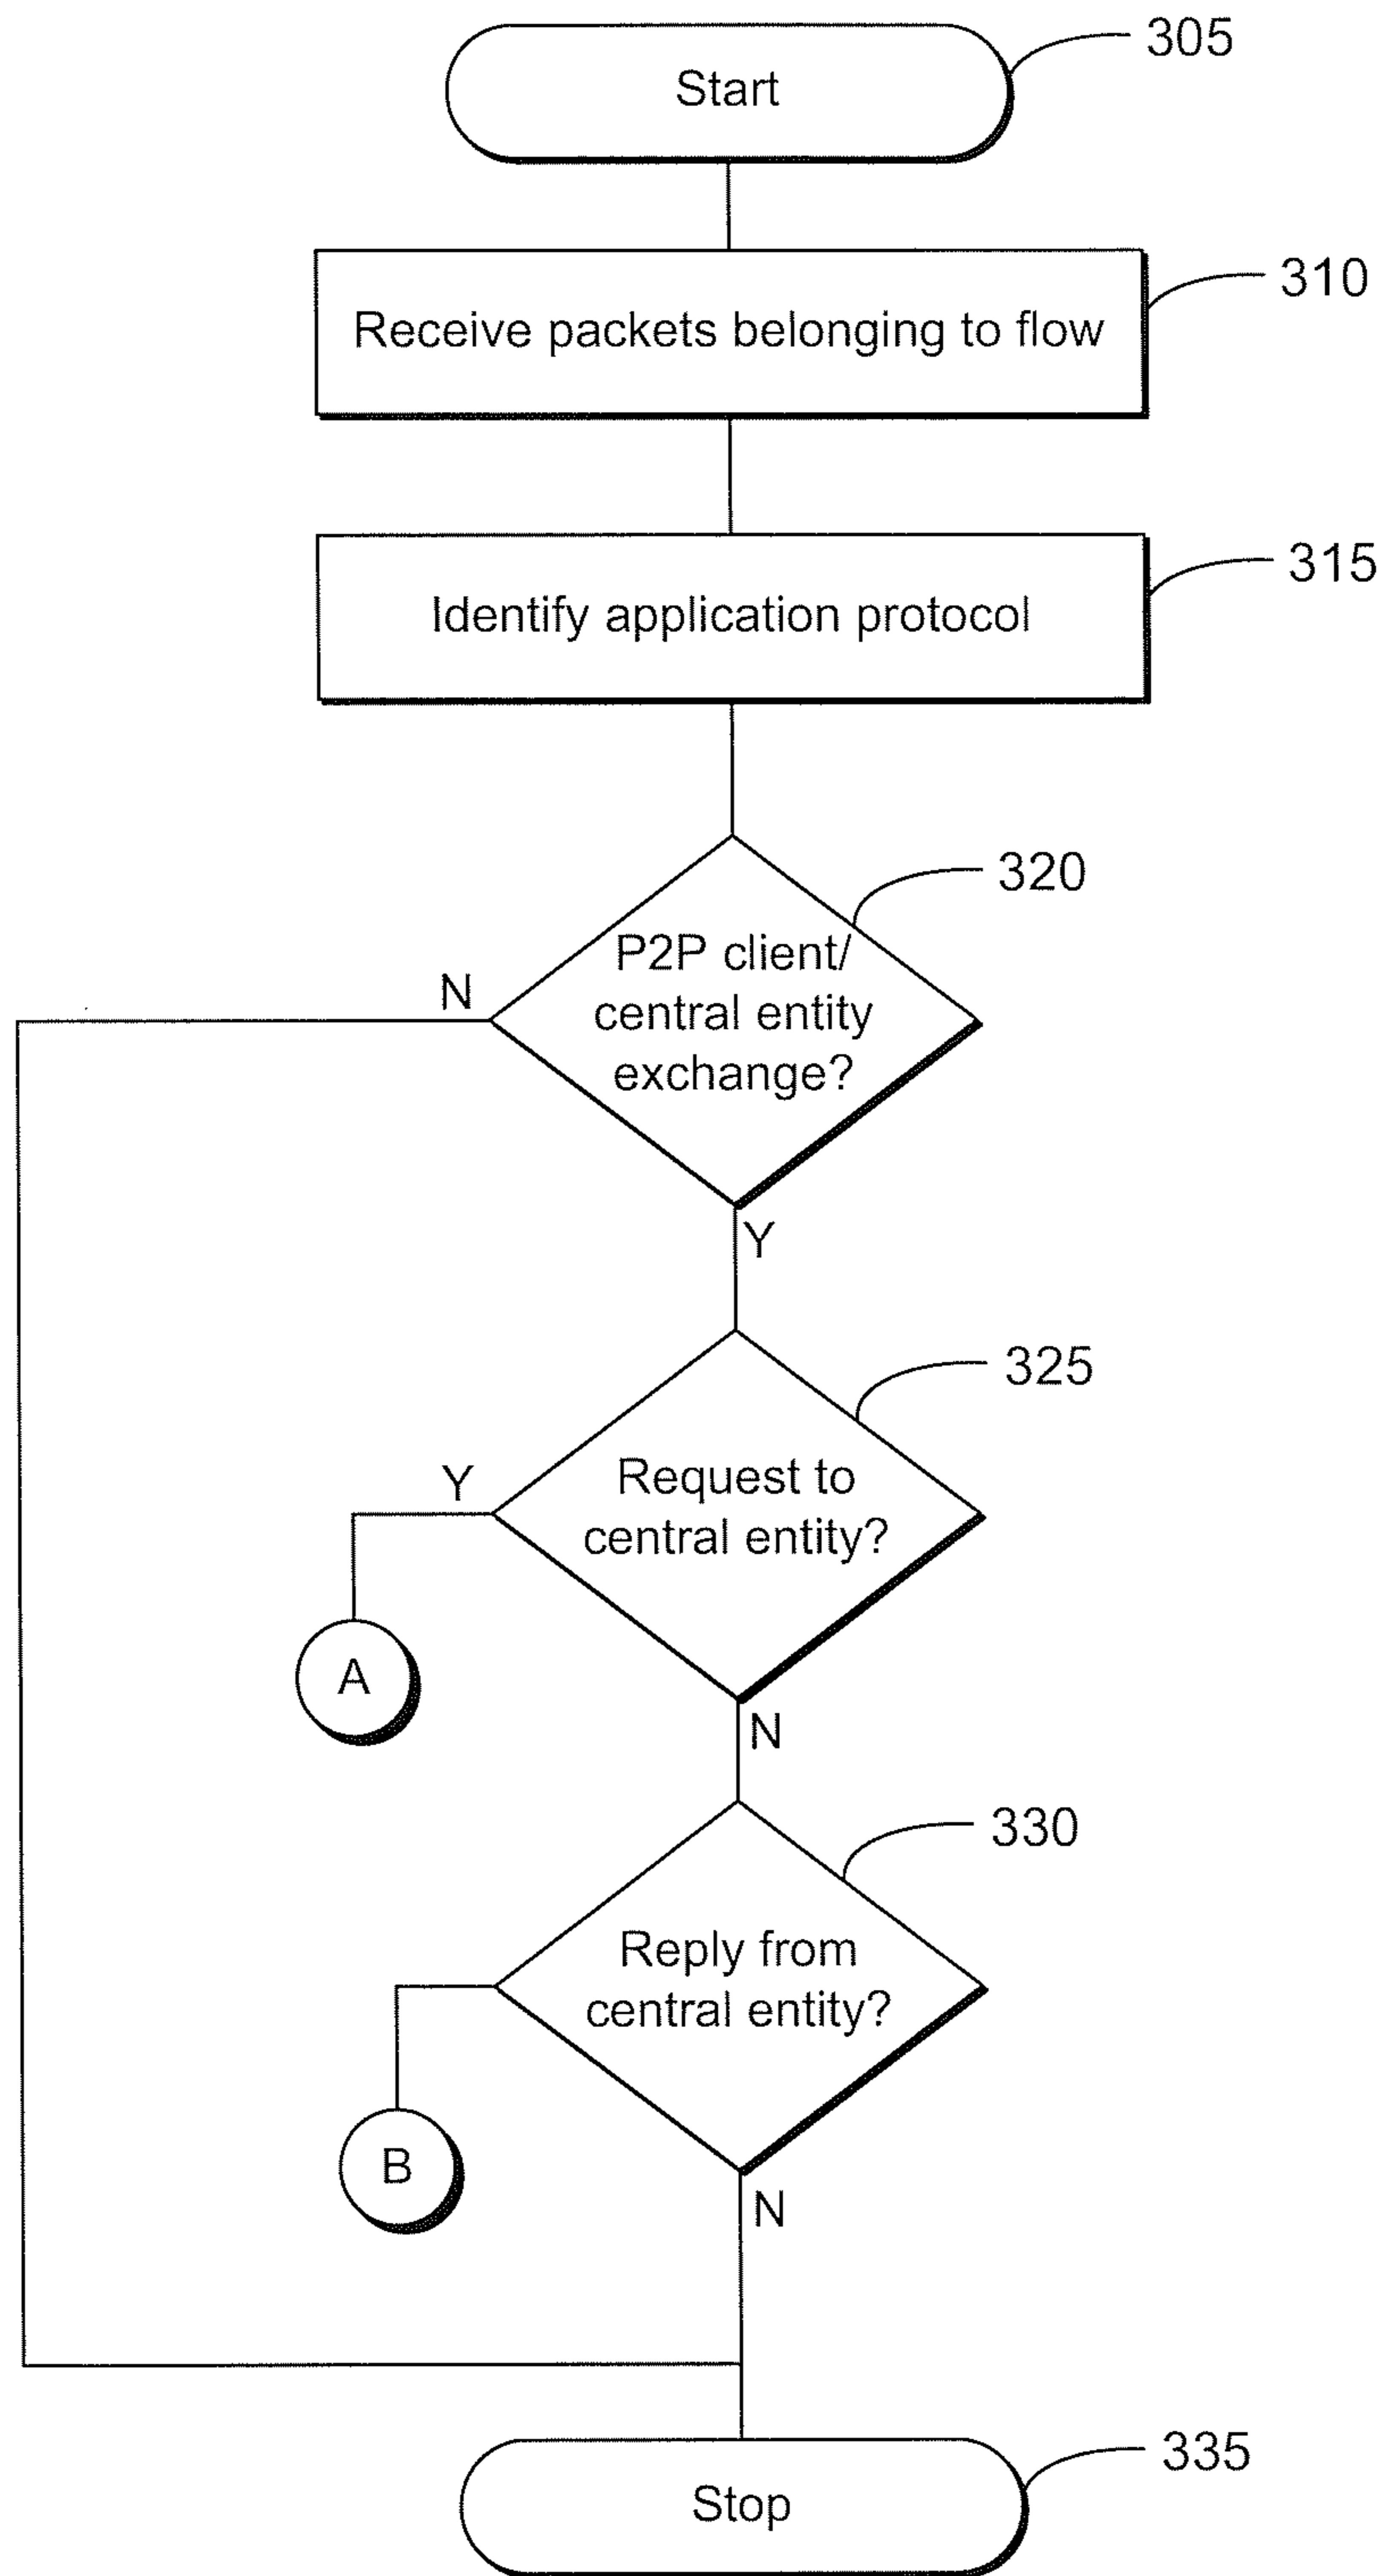 Start
305
Receive packets belonging to flow
310
Identify application protocol
315
320
P2P client/
central entity
exchange?
N
Y
325
Request to
central entity?
Y
A
N
330
Reply from
central entity?
B
N
335
Stop